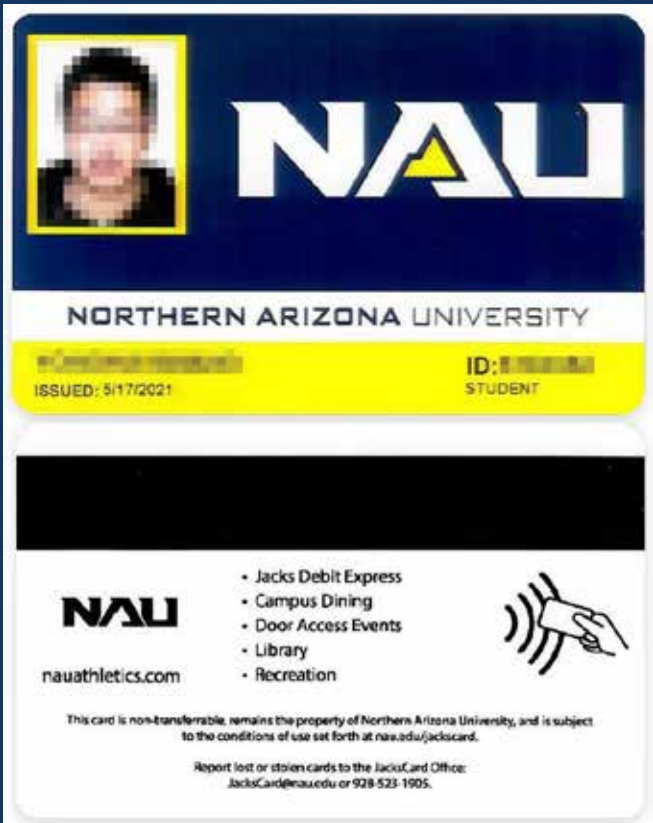 NAU
NORTHERN ARIZONA UNIVERSITY
ID:
ISSUED: 5/17/2021
STUDENT
NAU
nauathletics.com
• Jacks Debit Express
• Campus Dining
• Door Access Events
• Library
• Recreation
This card is non-transferrable, remains the property of Northern Arizona University, and is subject
to the conditions of use set forth at nau.edu/jackscard.
Report lost or stolen cards to the JacksCard Office:
JacksCard@nau.edu or 928-523-1905.